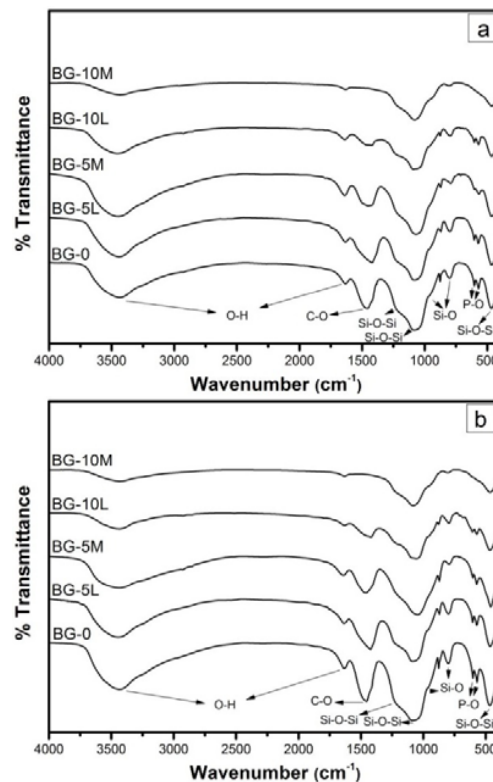 a
BG-10M
BG-10L
BG-5M
BG-5L
BG-0
O-H
C-O
Si-O-Si
Si-O-Si
Si-O
P-O
Si-O-Si
% Transmittance
4000 3500 3000 2500 2000 1500 1000 500
Wavenumber (cm⁻¹)
b
BG-10M
BG-10L
BG-5M
BG-5L
BG-0
O-H
C-O
Si-O-Si
Si-O-Si
Si-O
P-O
Si-O-Si
% Transmittance
4000 3500 3000 2500 2000 1500 1000 500
Wavenumber (cm⁻¹)